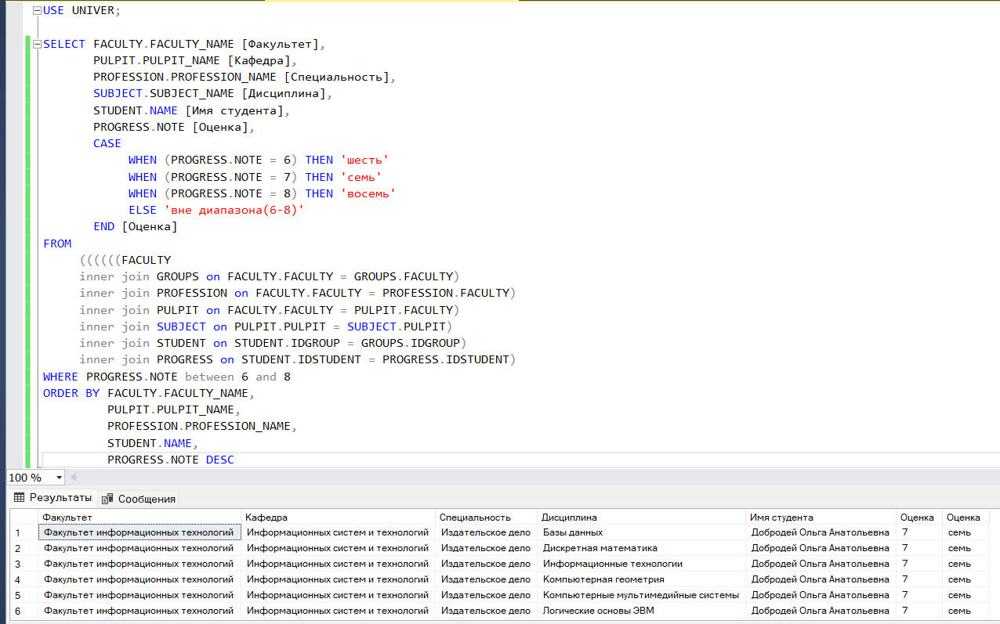 USE UNIVER;
SELECT FACULTY.FACULTY_NAME [Факультет],
PULPIT.PULPIT_NAME [Кафедра],
PROFESSION.PROFESSION_NAME [Специальность],
SUBJECT.SUBJECT_NAME [Дисциплина],
STUDENT.NAME [Имя студента],
PROGRESS.NOTE [Оценка],
CASE
WHEN (PROGRESS.NOTE = 6) THEN 'шесть'
WHEN (PROGRESS.NOTE = 7) THEN 'семь'
WHEN (PROGRESS.NOTE = 8) THEN 'восемь'
ELSE 'вне диапазона(6-8)'
END [Оценка]
FROM
((((((FACULTY
inner join GROUPS on FACULTY.FACULTY = GROUPS.FACULTY)
inner join PROFESSION on FACULTY.FACULTY = PROFESSION.FACULTY)
inner join PULPIT on FACULTY.FACULTY = PULPIT.FACULTY)
inner join SUBJECT on PULPIT.PULPIT = SUBJECT.PULPIT)
inner join STUDENT on STUDENT.IDGROUP = GROUPS.IDGROUP)
inner join PROGRESS on STUDENT.IDSTUDENT = PROGRESS.IDSTUDENT)
WHERE PROGRESS.NOTE between 6 and 8
ORDER BY FACULTY.FACULTY_NAME,
PULPIT.PULPIT_NAME,
PROFESSION.PROFESSION_NAME,
STUDENT.NAME,
PROGRESS.NOTE DESC
100 %
Результаты Сообщения
Факультет Кафедра Специальность Дисциплина Имя студента Оценка Оценка
1 Факультет информационных технологий Информационных систем и технологий Издательское дело Базы данных Добродей Ольга Анатольевна 7 семь
2 Факультет информационных технологий Информационных систем и технологий Издательское дело Дискретная математика Добродей Ольга Анатольевна 7 семь
3 Факультет информационных технологий Информационных систем и технологий Издательское дело Информационные технологии Добродей Ольга Анатольевна 7 семь
4 Факультет информационных технологий Информационных систем и технологий Издательское дело Компьютерная геометрия Добродей Ольга Анатольевна 7 семь
5 Факультет информационных технологий Информационных систем и технологий Издательское дело Компьютерные мультимедийные системы Добродей Ольга Анатольевна 7 семь
6 Факультет информационных технологий Информационных систем и технологий Издательское дело Логические основы ЭВМ Добродей Ольга Анатольевна 7 семь